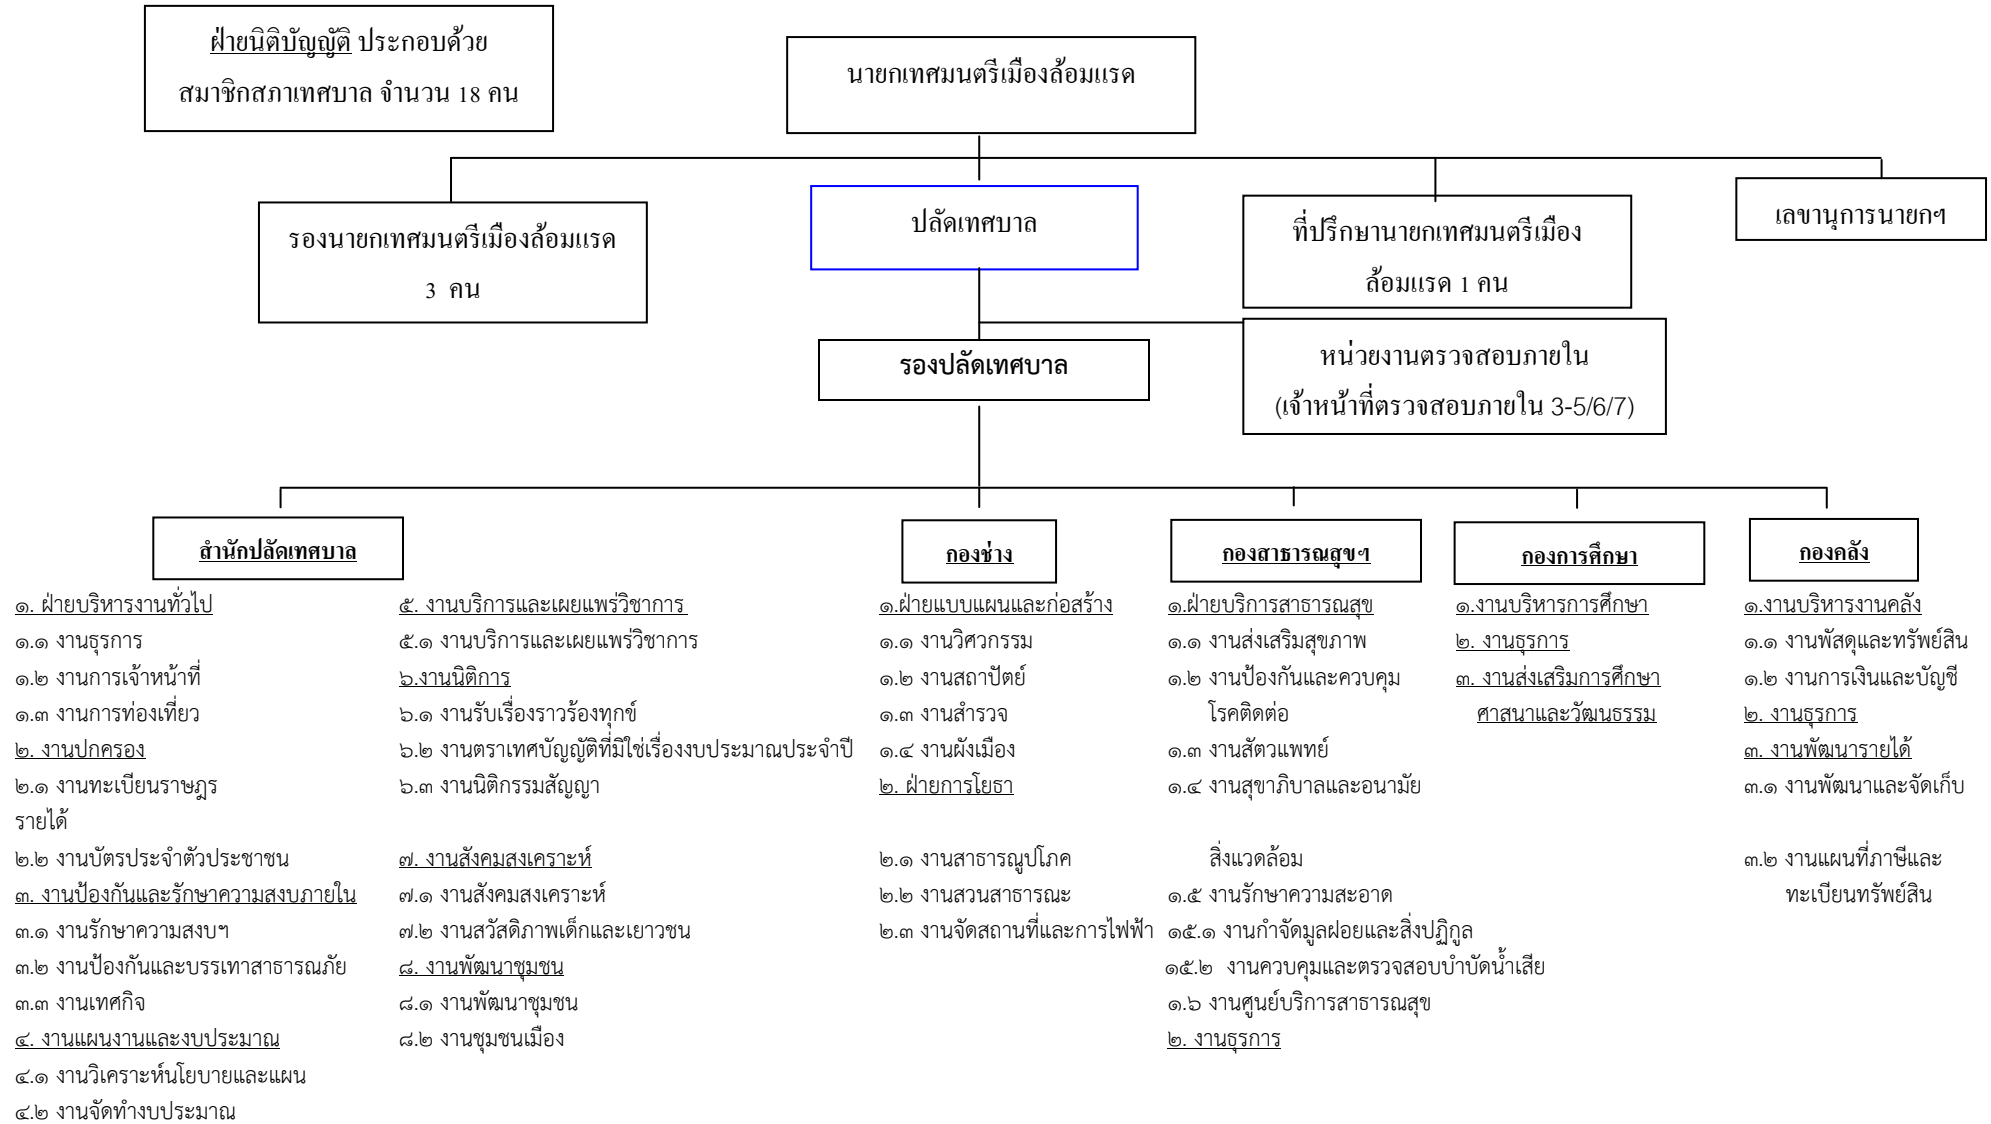 ฝ่ายนิติบัญญัติ ประกอบด้วย
สมาชิกสภาเทศบาล จำนวน 18 คน
นายกเทศมนตรีเมืองล้อมแรด
รองนายกเทศมนตรีเมืองล้อมแรด
3 คน
ปลัดเทศบาล
ที่ปรึกษานายกเทศมนตรีเมือง
ล้อมแรด 1 คน
เลขานุการนายกฯ
รองปลัดเทศบาล
หน่วยงานตรวจสอบภายใน
(เจ้าหน้าที่ตรวจสอบภายใน 3-5/6/7)
สำนักปลัดเทศบาล
๑. ฝ่ายบริหารงานทั่วไป
๑.๑ งานธุรการ
๑.๒ งานการเจ้าหน้าที่
๑.๓ งานการท่องเที่ยว
๒. งานปกครอง
๒.๑ งานทะเบียนราษฎร
รายได้
๒.๒ งานบัตรประจำตัวประชาชน
๓. งานป้องกันและรักษาความสงบภายใน
๓.๑ งานรักษาความสงบฯ
๓.๒ งานป้องกันและบรรเทาสาธารณภัย
๓.๓ งานเทศกิจ
๔. งานแผนงานและงบประมาณ
๔.๑ งานวิเคราะห์นโยบายและแผน
๔.๒ งานจัดทำงบประมาณ
๕. งานบริการและเผยแพร่วิชาการ
๕.๑ งานบริการและเผยแพร่วิชาการ
๖.งานนิติการ
๖.๑ งานรับเรื่องราวร้องทุกข์
๖.๒ งานตราเทศบัญญัติที่มิใช่เรื่องงบประมาณประจำปี
๖.๓ งานนิติกรรมสัญญา
๗. งานสังคมสงเคราะห์
๗.๑ งานสังคมสงเคราะห์
๗.๒ งานสวัสดิภาพเด็กและเยาวชน
๘. งานพัฒนาชุมชน
๘.๑ งานพัฒนาชุมชน
๘.๒ งานชุมชนเมือง
กองช่าง
๑.ฝ่ายแบบแผนและก่อสร้าง
๑.๑ งานวิศวกรรม
๑.๒ งานสถาปัตย์
๑.๓ งานสำรวจ
๑.๔ งานผังเมือง
๒. ฝ่ายการโยธา
๒.๑ งานสาธารณูปโภค
๒.๒ งานสวนสาธารณะ
๒.๓ งานจัดสถานที่และการไฟฟ้า
กองสาธารณสุขฯ
๑.ฝ่ายบริการสาธารณสุข
๑.๑ งานส่งเสริมสุขภาพ
๑.๒ งานป้องกันและควบคุม
โรคติดต่อ
๑.๓ งานสัตวแพทย์
๑.๔ งานสุขาภิบาลและอนามัย
สิ่งแวดล้อม
๑.๕ งานรักษาความสะอาด
๑๕.๑ งานกำจัดมูลฝอยและสิ่งปฏิกูล
๑๕.๒ งานควบคุมและตรวจสอบบำบัดน้ำเสีย
๑.๖ งานศูนย์บริการสาธารณสุข
๒. งานธุรการ
กองการศึกษา
๑.งานบริหารการศึกษา
๒. งานธุรการ
๓. งานส่งเสริมการศึกษา
ศาสนาและวัฒนธรรม
กองคลัง
๑.งานบริหารงานคลัง
๑.๑ งานพัสดุและทรัพย์สิน
๑.๒ งานการเงินและบัญชี
๒. งานธุรการ
๓. งานพัฒนารายได้
๓.๑ งานพัฒนาและจัดเก็บ
๓.๒ งานแผนที่ภาษีและ
ทะเบียนทรัพย์สิน